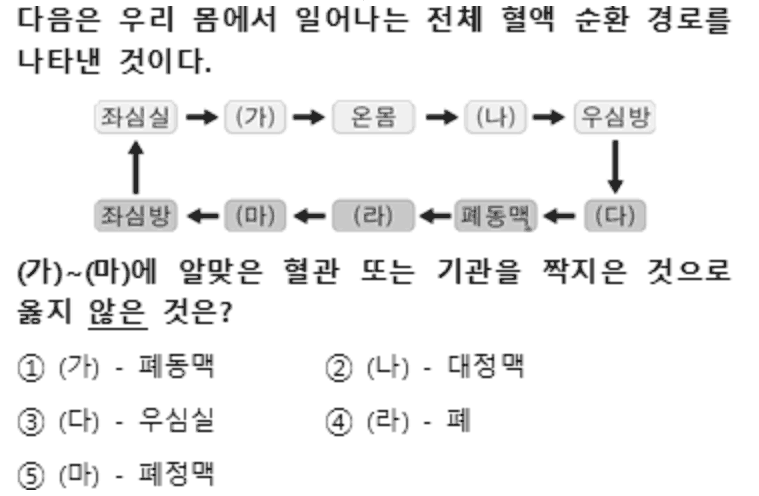 다음은 우리 몸에서 일어나는 전체 혈액 순환 경로를
나타낸 것이다.
좌심실 → (가) → 온몸 → (나) → 우심방
좌심방 ← (마) ← (라) ← 폐동맥 ← (다)
(가)~(마)에 알맞은 혈관 또는 기관을 짝지은 것으로
옳지 않은 것은?
① (가) - 폐동맥 ② (나) - 대정맥
③ (다) - 우심실 ④ (라) - 폐
⑤ (마) - 폐정맥